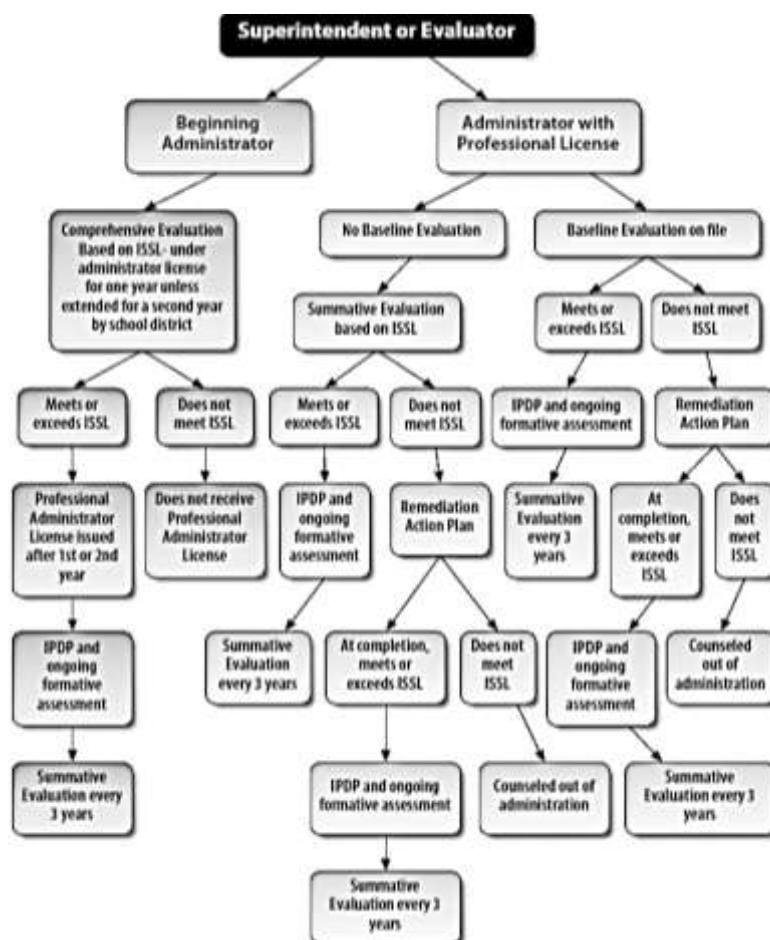 Superintendent or Evaluator
Beginning
Administrator
Administrator with
Professional License
Comprehensive Evaluation
Based on ISSL- under
administrator license
for one year unless
extended for a second year
by school district
No Baseline Evaluation
Baseline Evaluation on file
Summative Evaluation
based on ISSL
Meets or
exceeds ISSL
Does not meet
ISSL
Meets or
exceeds ISSL
Does not
meet ISSL
Meets or
exceeds ISSL
Does not
meet ISSL
IPDP and ongoing
formative assessment
Remediation
Action Plan
Professional
Administrator
License issued
after 1st or 2nd
year
Does not receive
Professional
Administrator
License
IPDP and
ongoing
formative
assessment
Remediation
Action Plan
Summative
Evaluation
every 3
years
At
completion,
meets or
exceeds
ISSL
Does
not
meet
ISSL
IPDP and
ongoing
formative
assessment
Summative
Evaluation
every 3 years
At completion,
meets or
exceeds ISSL
Does not
meet
ISSL
IPDP and
ongoing
formative
assessment
Counseled
out of
administration
Summative
Evaluation every
3 years
IPDP and ongoing
formative assessment
Counseled out of
administration
Summative
Evaluation every 3
years
Summative
Evaluation every 3
years